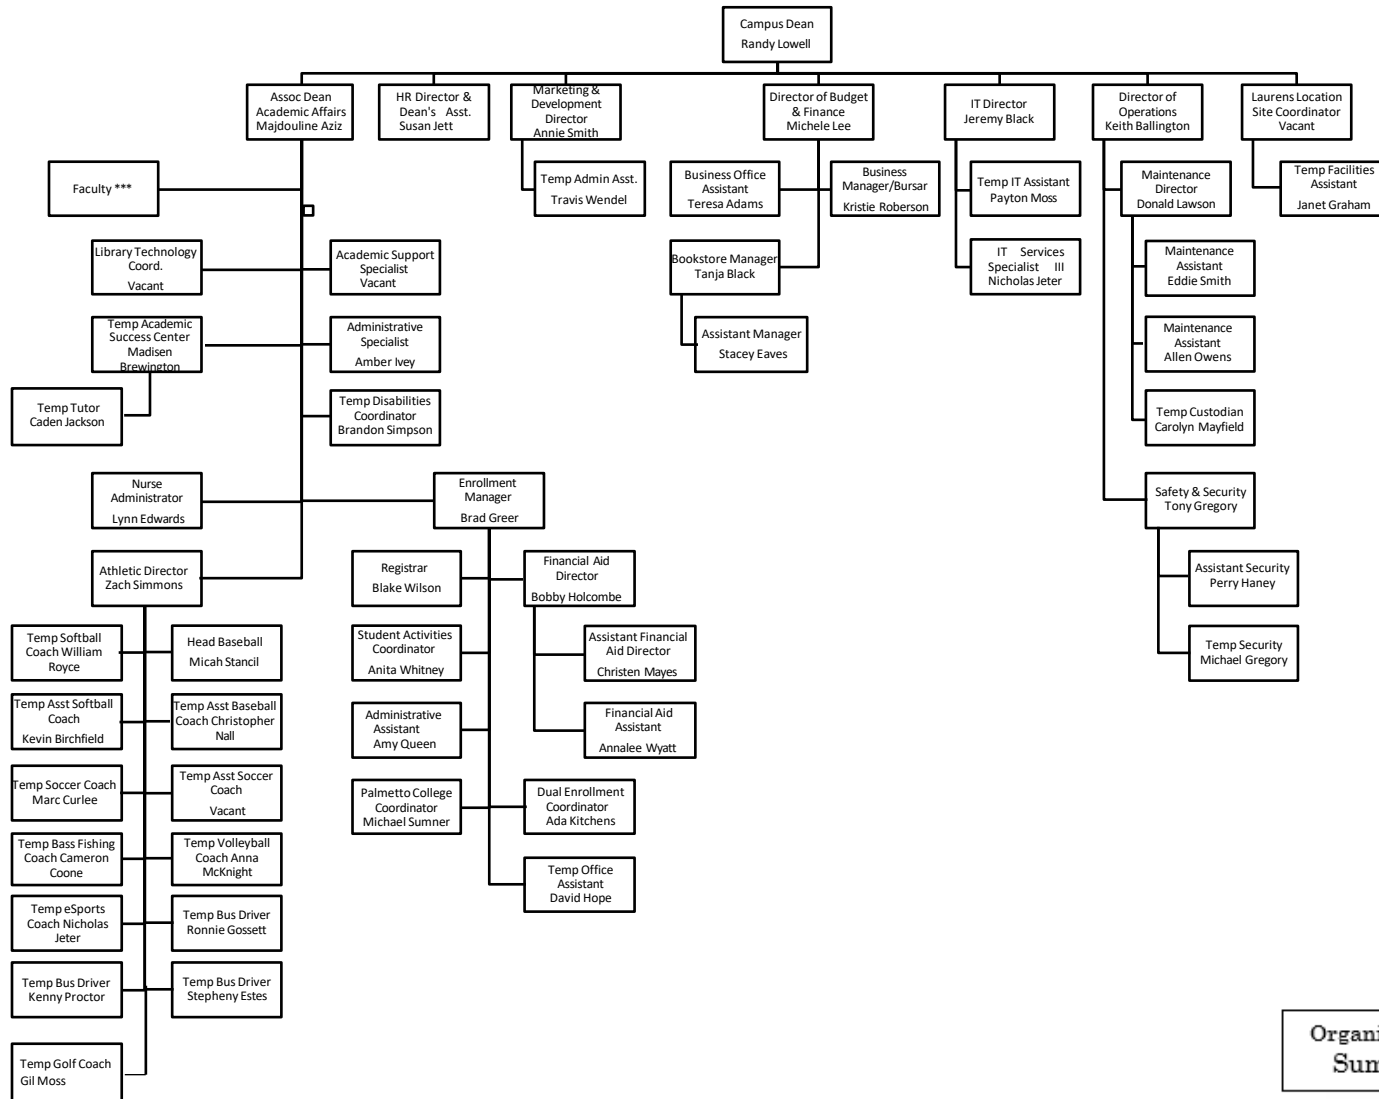 Campus Dean
Randy Lowell
Assoc Dean
Academic Affairs
Majdouline Aziz
HR Director &
Dean's Asst.
Susan Jett
Marketing &
Development
Director
Annie Smith
Director of Budget
& Finance
Michele Lee
IT Director
Jeremy Black
Director of
Operations
Keith Ballington
Laurens Location
Site Coordinator
Vacant
Faculty ***
Temp Admin Asst.
Travis Wendel
Business Office
Assistant
Teresa Adams
Business
Manager/Bursar
Kristie Roberson
Temp IT Assistant
Payton Moss
Maintenance
Director
Donald Lawson
Temp Facilities
Assistant
Janet Graham
Library Technology
Coord.
Vacant
Academic Support
Specialist
Vacant
Bookstore Manager
Tanja Black
IT Services
Specialist III
Nicholas Jeter
Maintenance
Assistant
Eddie Smith
Temp Academic
Success Center
Madisen
Brewington
Administrative
Specialist
Amber Ivey
Assistant Manager
Stacey Eaves
Maintenance
Assistant
Allen Owens
Temp Tutor
Caden Jackson
Temp Disabilities
Coordinator
Brandon Simpson
Temp Custodian
Carolyn Mayfield
Nurse
Administrator
Lynn Edwards
Enrollment
Manager
Brad Greer
Safety & Security
Tony Gregory
Athletic Director
Zach Simmons
Registrar
Blake Wilson
Financial Aid
Director
Bobby Holcombe
Assistant Security
Perry Haney
Temp Softball
Coach William
Royce
Head Baseball
Micah Stancil
Student Activities
Coordinator
Anita Whitney
Assistant Financial
Aid Director
Christen Mayes
Temp Security
Michael Gregory
Temp Asst Softball
Coach
Kevin Birchfield
Temp Asst Baseball
Coach Christopher
Nall
Administrative
Assistant
Amy Queen
Financial Aid
Assistant
Annalee Wyatt
Temp Soccer Coach
Marc Curlee
Temp Asst Soccer
Coach
Vacant
Palmetto College
Coordinator
Michael Sumner
Dual Enrollment
Coordinator
Ada Kitchens
Temp Bass Fishing
Coach Cameron
Coone
Temp Volleyball
Coach Anna
McKnight
Temp Office
Assistant
David Hope
Temp eSports
Coach Nicholas
Jeter
Temp Bus Driver
Ronnie Gossett
Temp Bus Driver
Kenny Proctor
Temp Bus Driver
Stepheny Estes
Temp Golf Coach
Gil Moss
Organi
Sum